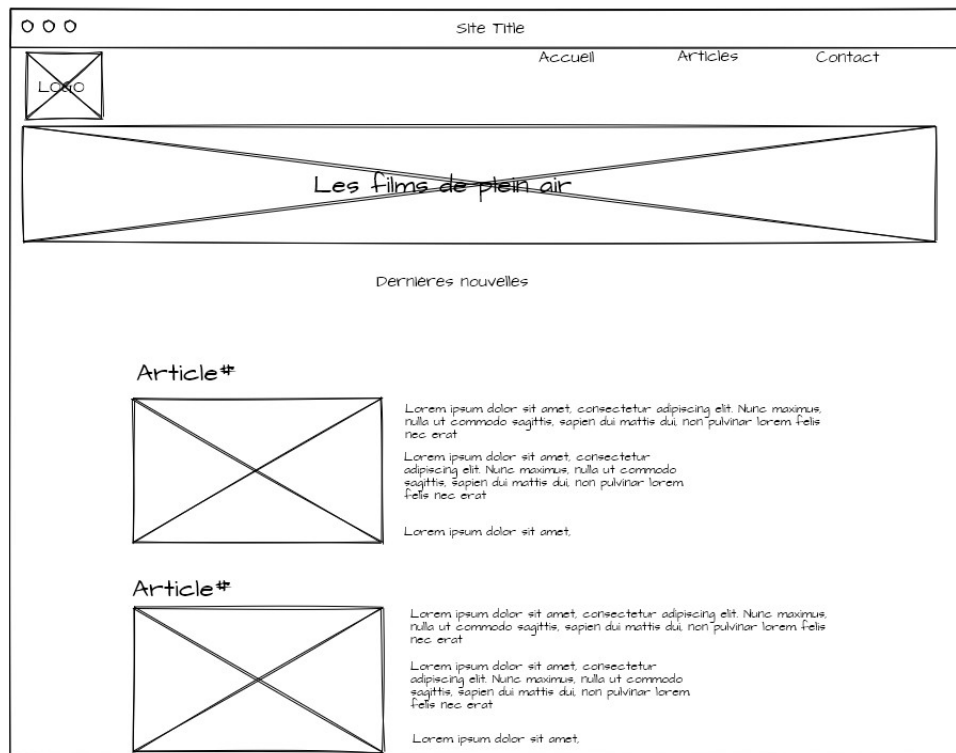 Site Title
Accueil Articles Contact
LOGO
Les films de plein air
Dernieres nouvelles
Article#
Lorem ipsum dolor sit amet, consectetur adipiscing elit. Nunc maximus,
nulla ut commodo sagittis, sapien dui mattis dui, non pulvinar lorem felis
nec erat
Lorem ipsum dolor sit amet, consectetur
adipiscing elit. Nunc maximus, nulla ut commodo
sagittis, sapien dui mattis dui, non pulvinar lorem
felis nec erat
Lorem ipsum dolor sit amet,
Article#
Lorem ipsum dolor sit amet, consectetur adipiscing elit. Nunc maximus,
nulla ut commodo sagittis, sapien dui mattis dui, non pulvinar lorem felis
nec erat
Lorem ipsum dolor sit amet, consectetur
adipiscing elit. Nunc maximus, nulla ut commodo
sagittis, sapien dui mattis dui, non pulvinar lorem
felis nec erat
Lorem ipsum dolor sit amet,